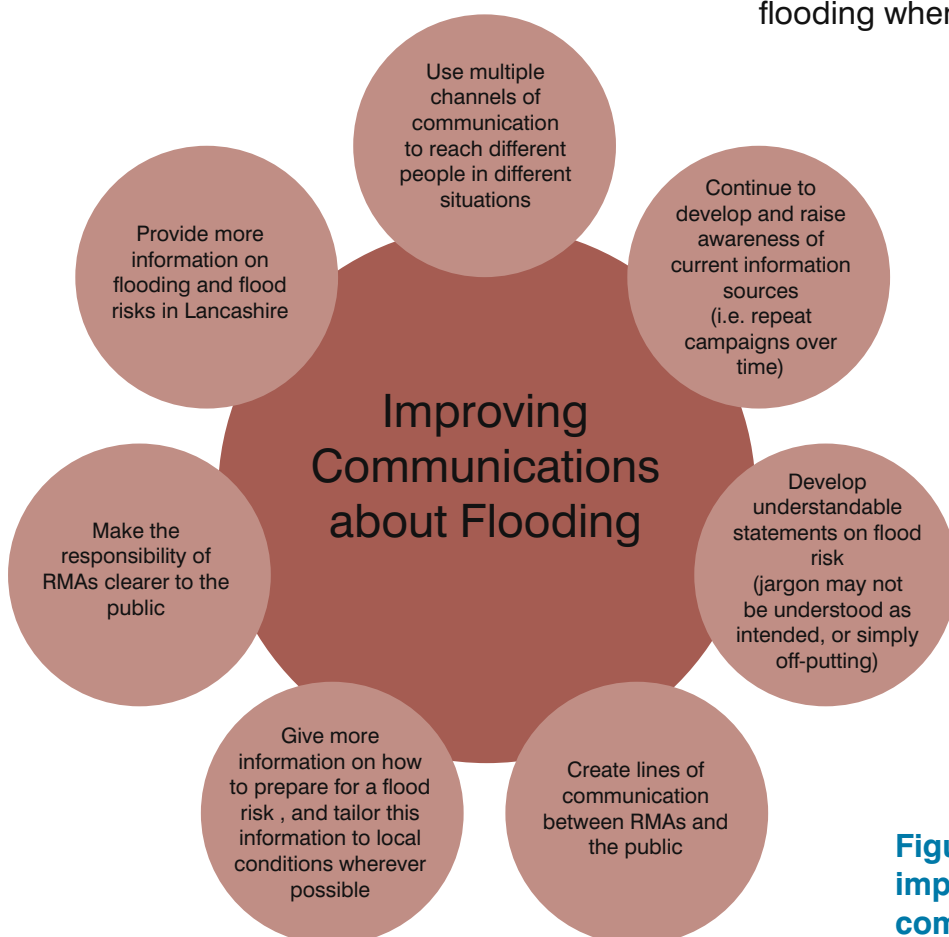 flooding wher
Use multiple
channels of
communication
to reach different
people in different
situations
Continue to
develop and raise
awareness of
current information
sources
(i.e. repeat
campaigns over
time)
Develop
understandable
statements on flood
risk
(jargon may not
be understood as
intended, or simply
off-putting)
Create lines of
communication
between RMAs and
the public
Give more
information on how
to prepare for a flood
risk , and tailor this
information to local
conditions wherever
possible
Make the
responsibility of
RMAs clearer to the
public
Provide more
information on
flooding and flood
risks in Lancashire
Improving
Communications
about Flooding
Figu
imp
com